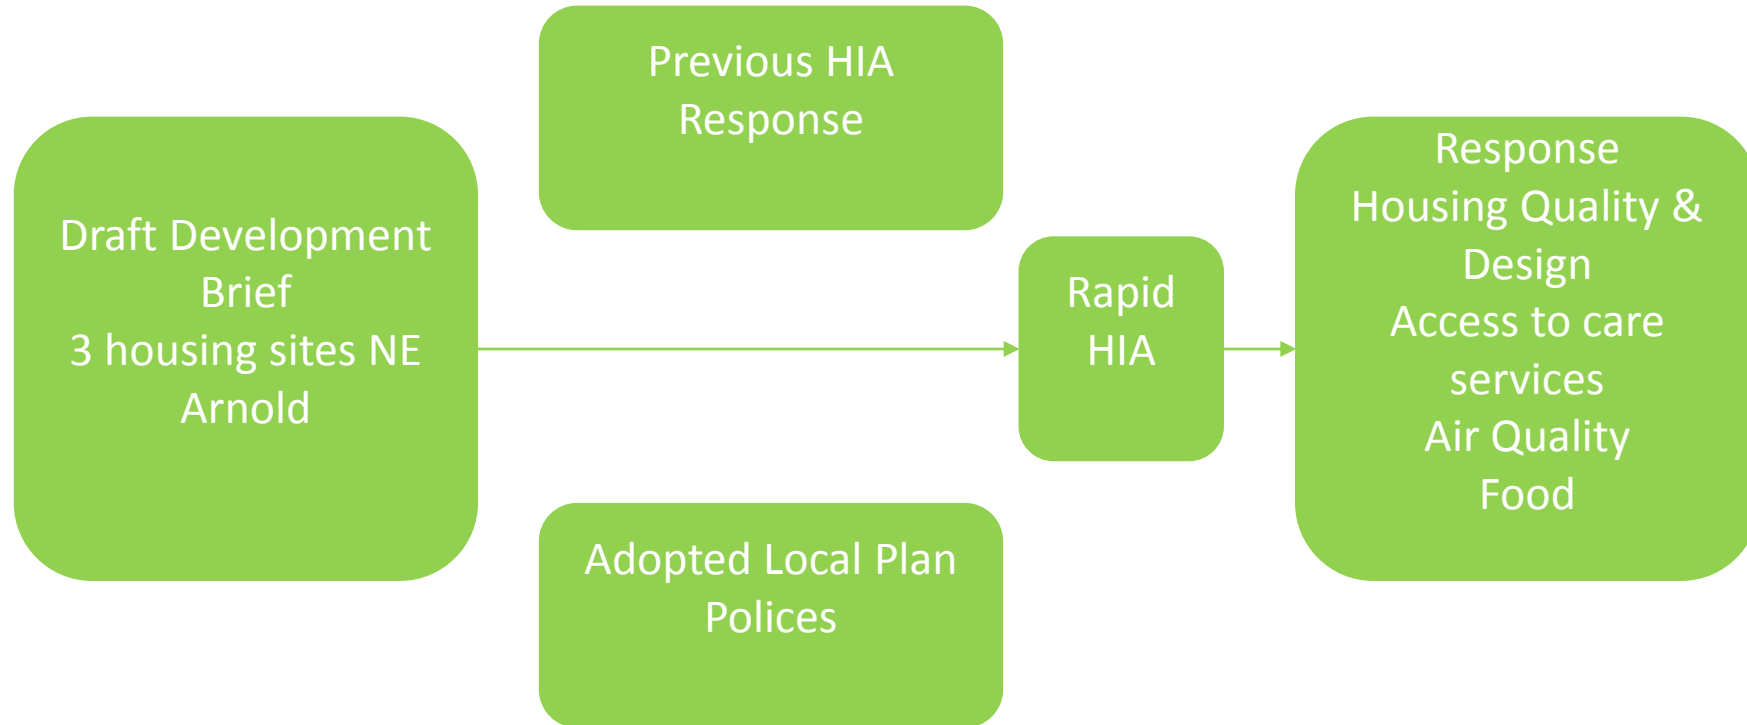 Draft Development
Brief
3 housing sites NE
Arnold
Previous HIA
Response
Adopted Local Plan
Polices
Rapid
HIA
Response
Housing Quality &
Design
Access to care
services
Air Quality
Food